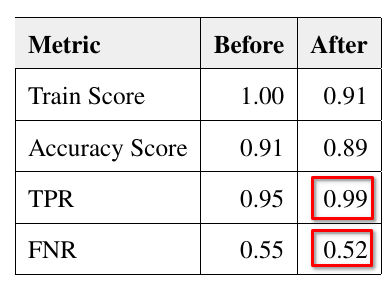 Metric Before After
Train Score 1.00 0.91
Accuracy Score 0.91 0.89
TPR 0.95 0.99
FNR 0.55 0.52